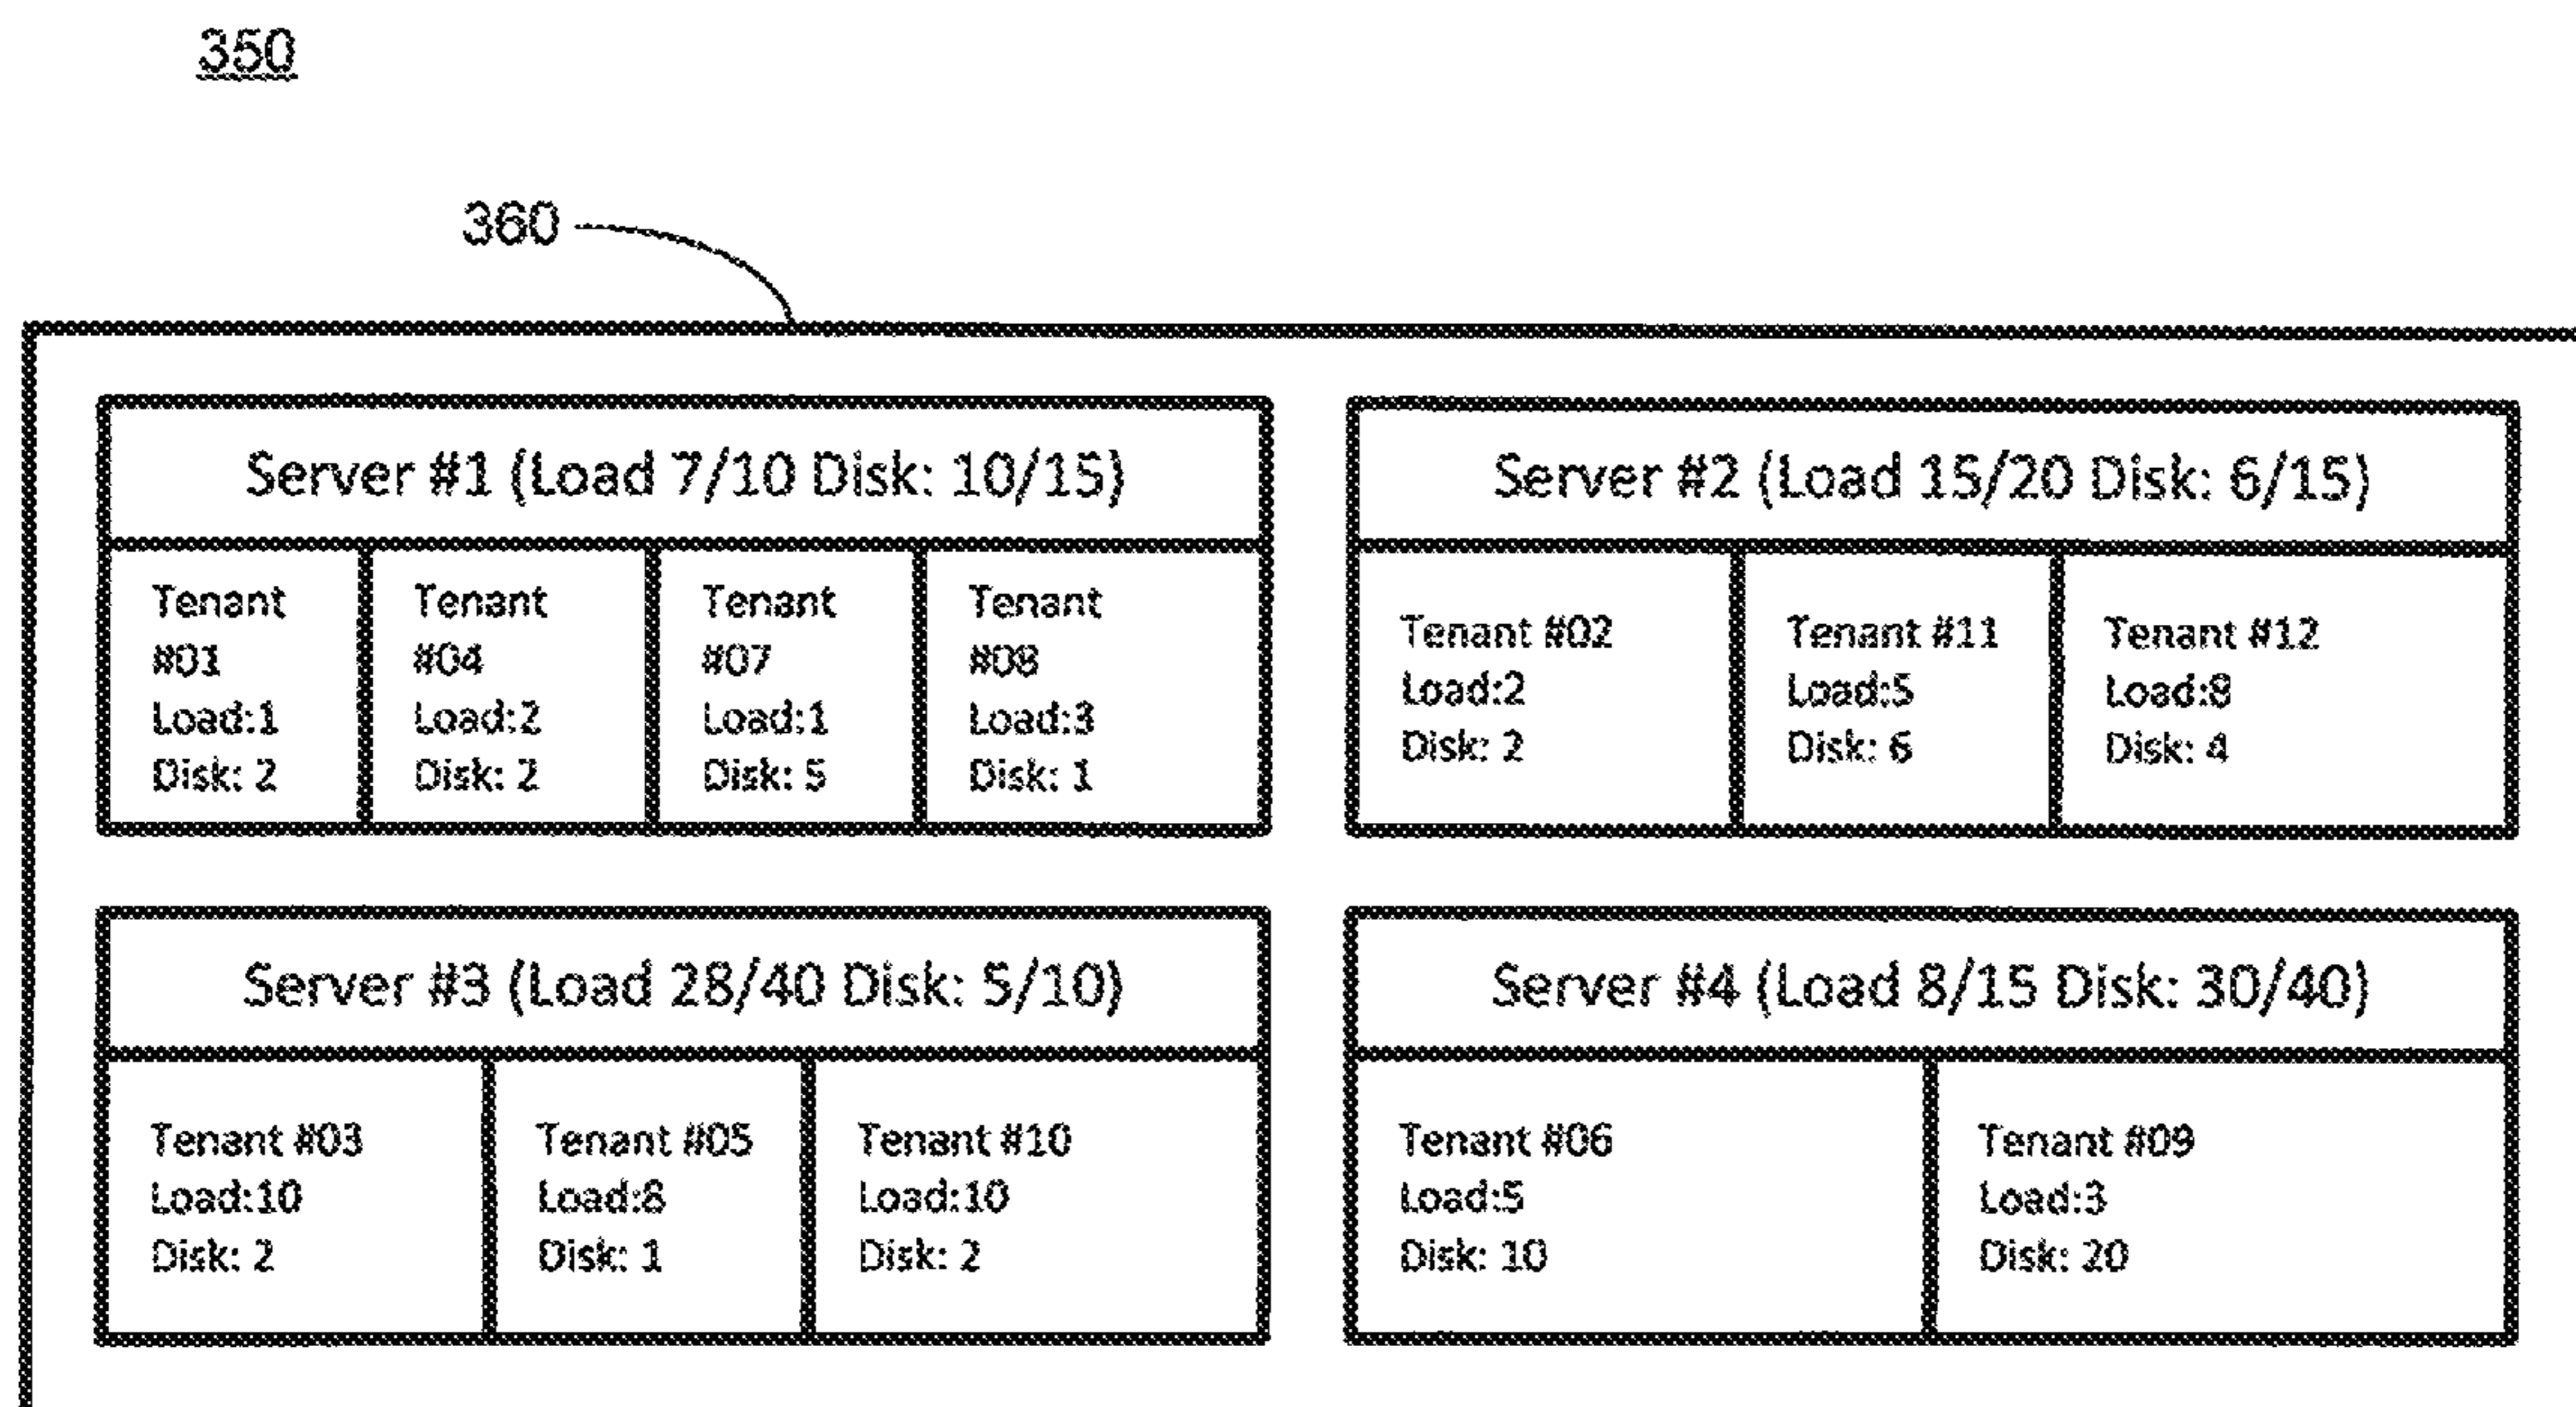 350
360
Server #1 (Load 7/10 Disk: 10/15)
Tenant
#01
Load:1
Disk: 2
Tenant
#04
Load:2
Disk: 2
Tenant
#07
Load:1
Disk: 5
Tenant
#08
Load:3
Disk: 1
Server #2 (Load 15/20 Disk: 6/15)
Tenant #02
Load:2
Disk: 2
Tenant #11
Load:5
Disk: 6
Tenant #12
Load:8
Disk: 4
Server #3 (Load 28/40 Disk: 5/10)
Tenant #03
Load:10
Disk: 2
Tenant #05
Load:8
Disk: 1
Tenant #10
Load:10
Disk: 2
Server #4 (Load 8/15 Disk: 30/40)
Tenant #06
Load:5
Disk: 10
Tenant #09
Load:3
Disk: 20